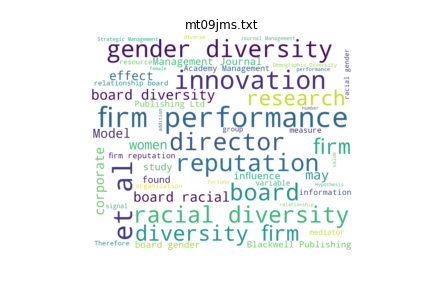 mt09jms.txt
Strategic Management
diverse
Journal Management
gender diversity
female
Demographic Diversity
resource
Management Journal
effect
Academy Management
performance
relationship board
innovation
racial gender
board diversity
research
Publishing Ltd
number
firm performance
addition
Model
women
director
group
measure
firm
firm reputation
study
reputation
may
value
corporate
et al
found
influence
Hypothesis
board racial
board
variable
information
organization
fortune
signal
racial diversity
relationship
diversity firm
mediator
Therefore
board gender
Blackwell Publishing